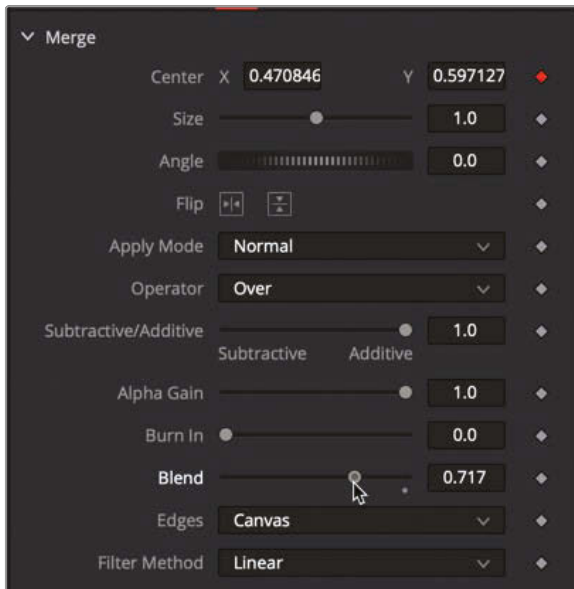 Merge
Center X 0.470846 Y 0.597127
Size 1.0
Angle 0.0
Flip
Apply Mode Normal
Operator Over
Subtractive/Additive 1.0
Subtractive Additive
Alpha Gain 1.0
Burn In 0.0
Blend 0.717
Edges Canvas
Filter Method Linear